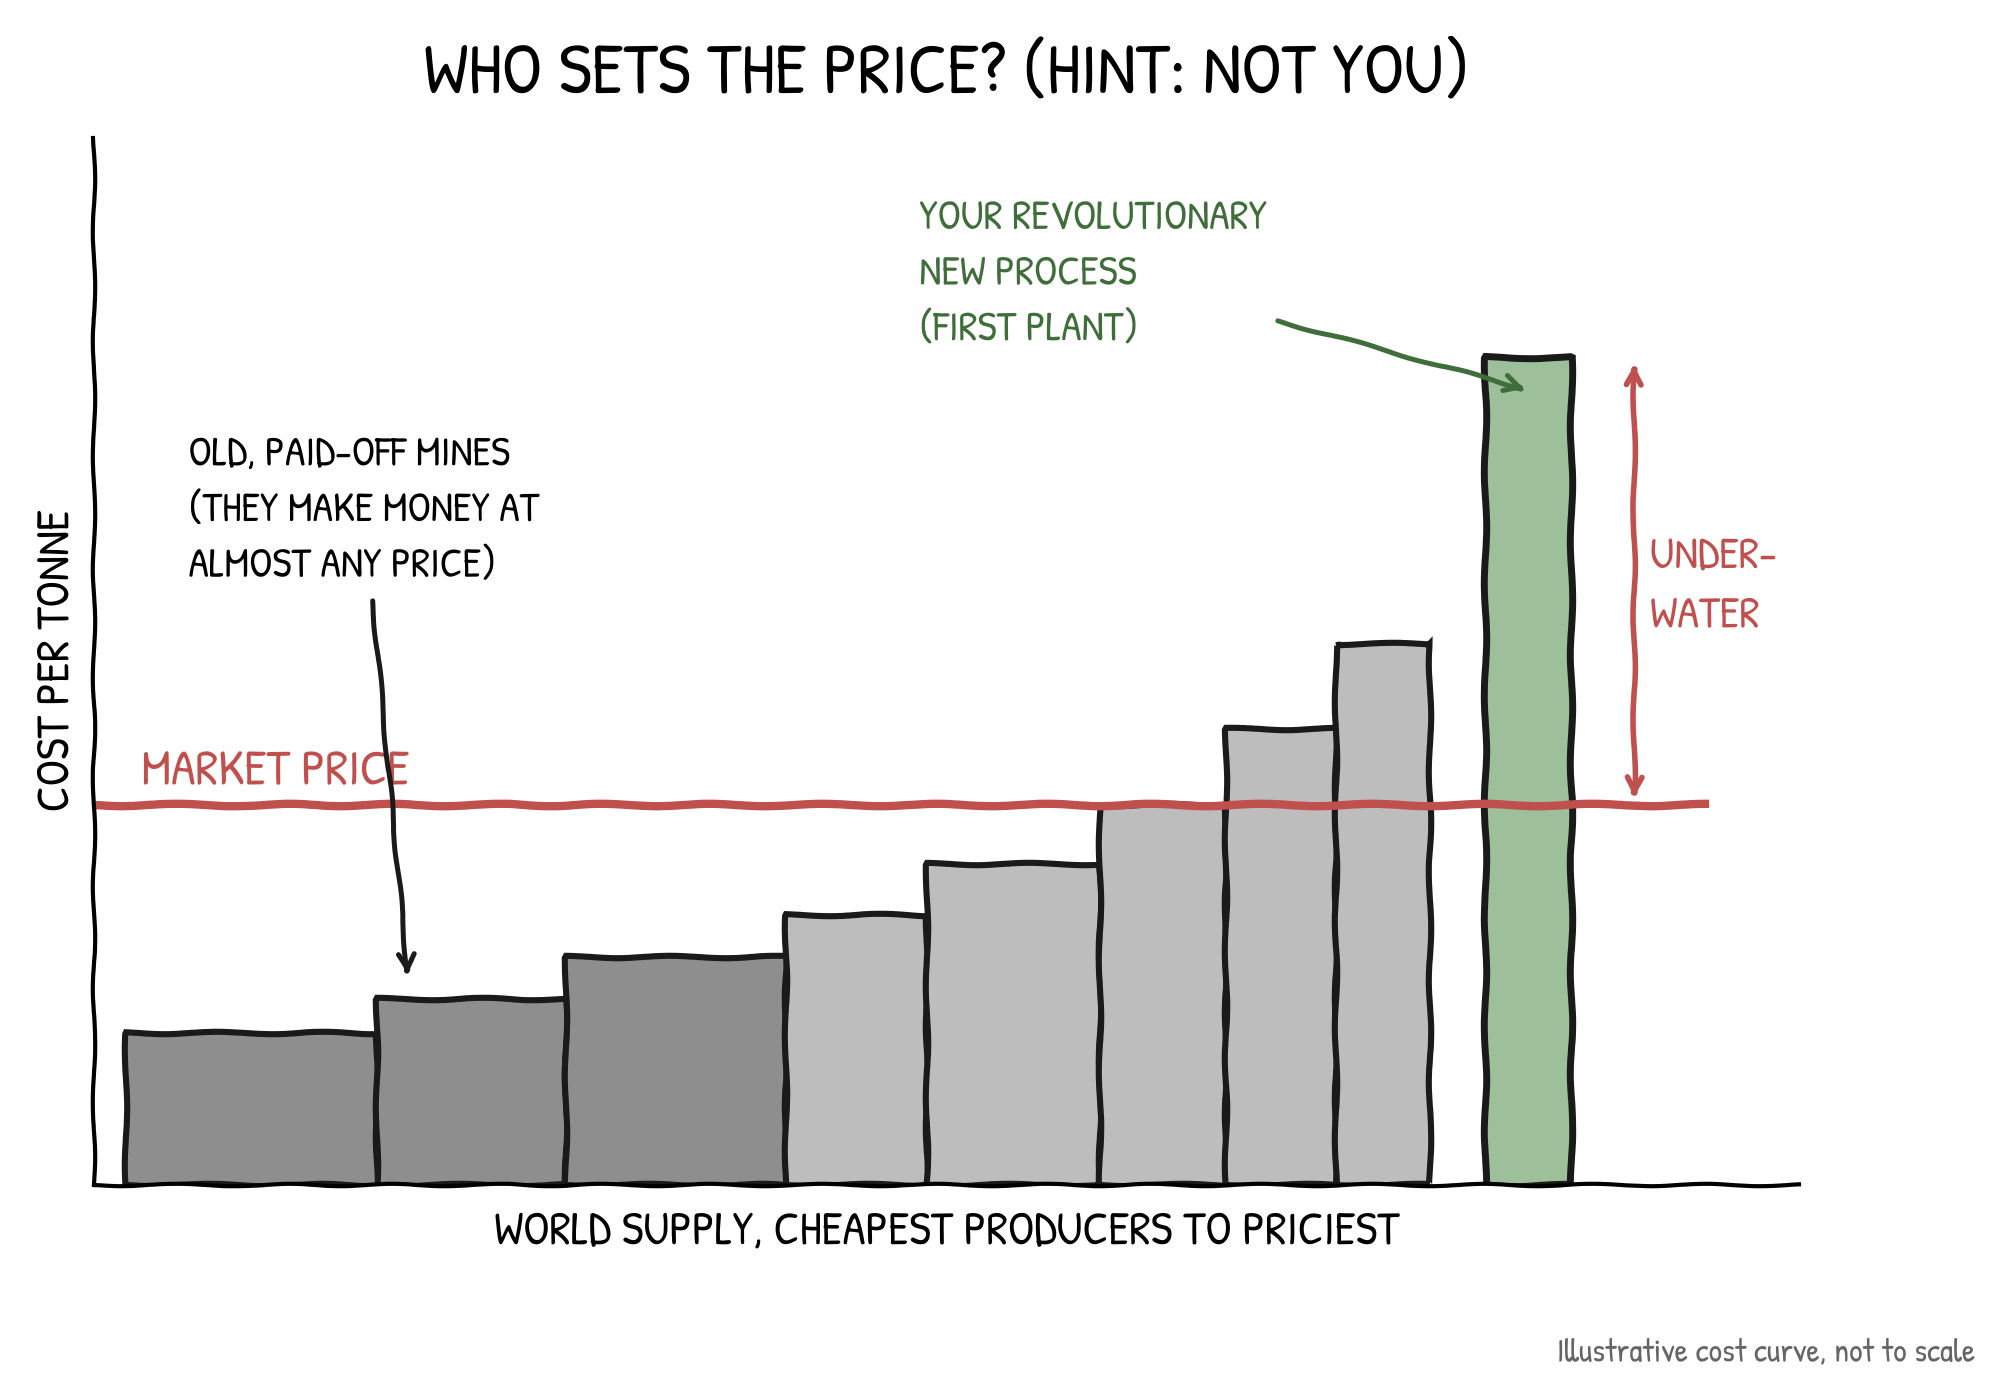 WHO SETS THE PRICE? (HINT: NOT YOU)
YOUR REVOLUTIONARY
NEW PROCESS
(FIRST PLANT)
OLD, PAID-OFF MINES
(THEY MAKE MONEY AT
ALMOST ANY PRICE)
UNDER-
WATER
MARKET PRICE
COST PER TONNE
WORLD SUPPLY, CHEAPEST PRODUCERS TO PRICIEST
Illustrative cost curve, not to scale